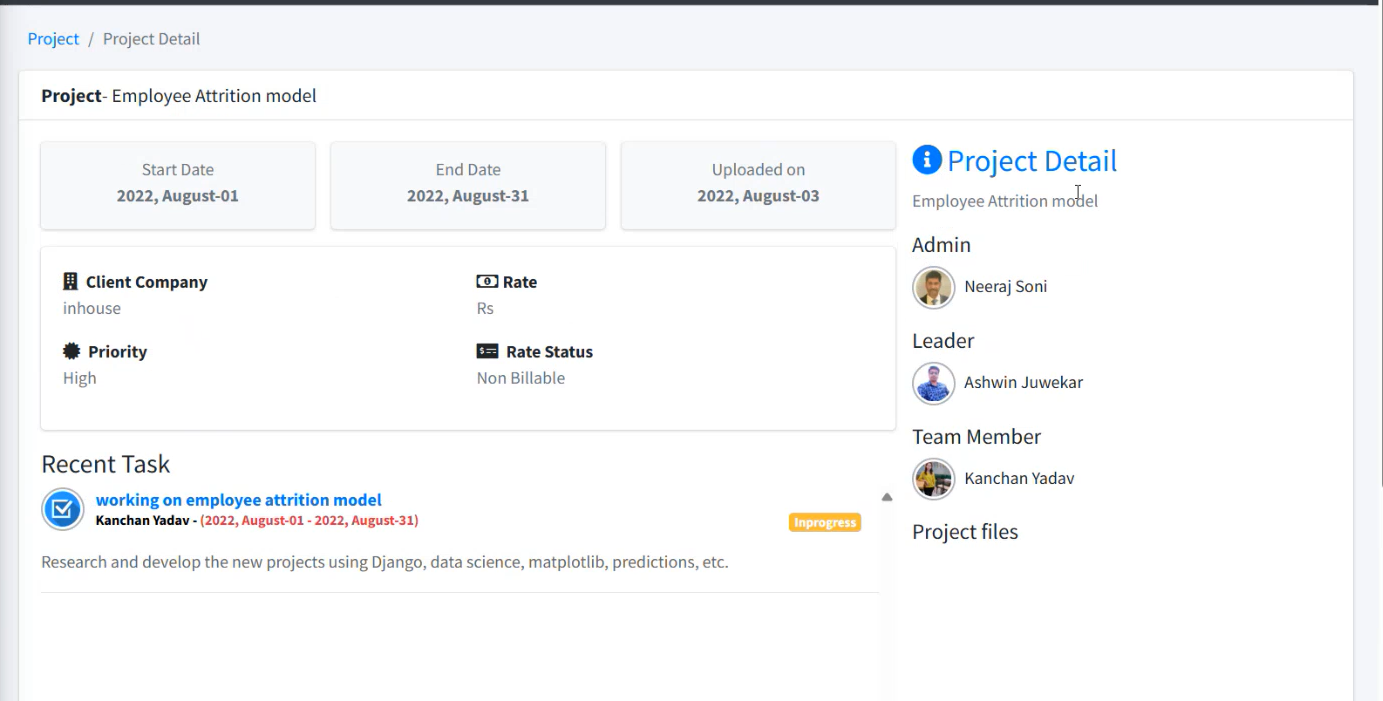 Project / Project Detail
Project- Employee Attrition model
Start Date
2022, August-01
End Date
2022, August-31
Uploaded on
2022, August-03
Client Company
inhouse
Rate
Rs
Priority
High
Rate Status
Non Billable
Recent Task
working on employee attrition model
Kanchan Yadav - (2022, August-01 - 2022, August-31)
Inprogress
Research and develop the new projects using Django, data science, matplotlib, predictions, etc.
Project Detail
Employee Attrition model
Admin
Neeraj Soni
Leader
Ashwin Juwekar
Team Member
Kanchan Yadav
Project files